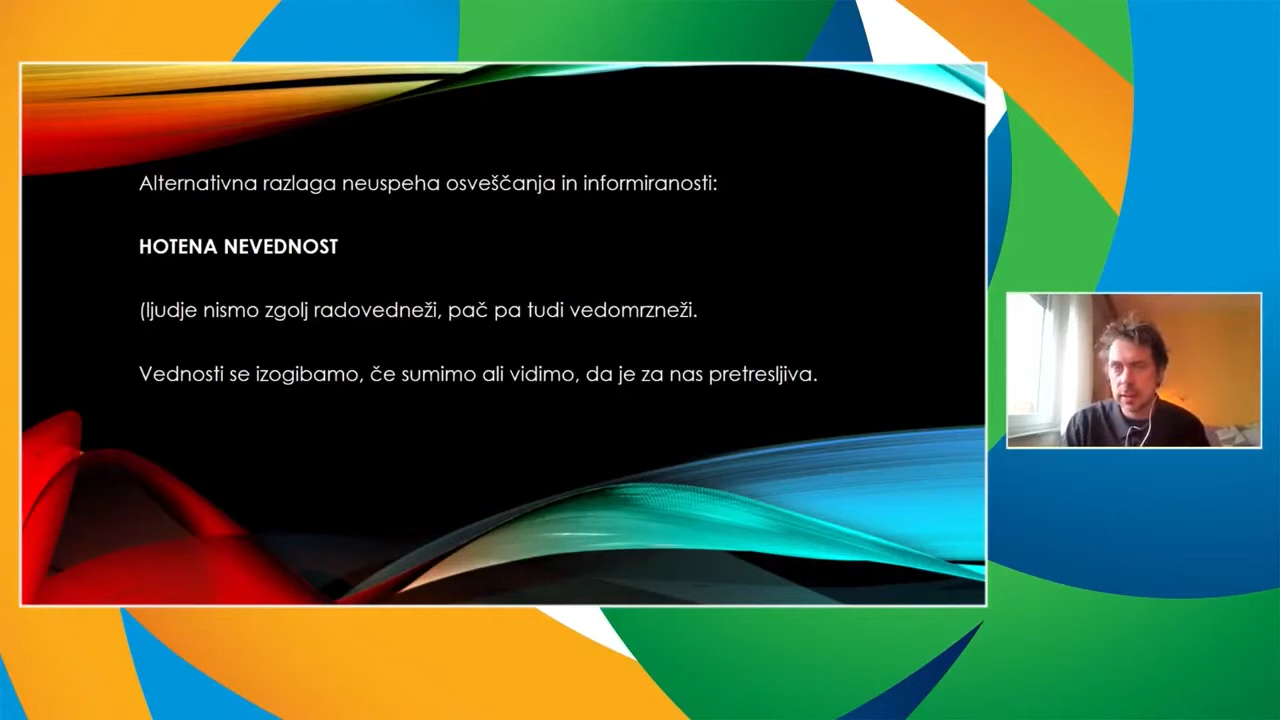 Alternativna razlaga neuspeha osveščanja in informiranosti:
HOTENA NEVEDNOST
(ljudje nismo zgolj radovedneži, pač pa tudi vedomrzneži.
Vednosti se izogibamo, če sumimo ali vidimo, da je za nas pretresljiva.